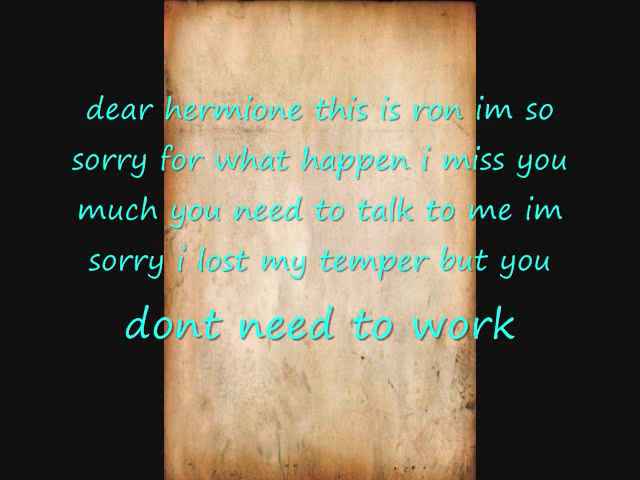 dear hermione this is ron im so
sorry for what happen i miss you
much you need to talk to me im
sorry i lost my temper but you
dont need to work